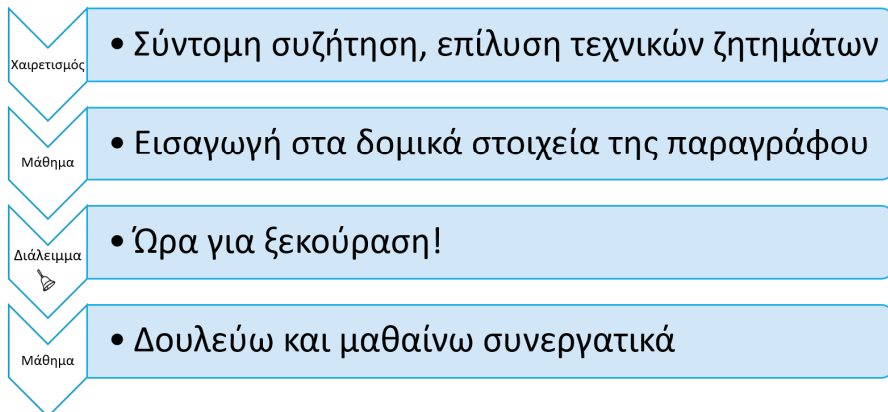 Χαιρετισμός
• Σύντομη συζήτηση, επίλυση τεχνικών ζητημάτων
Μάθημα
• Εισαγωγή στα δομικά στοιχεία της παραγράφου
Διάλειμμα
• Ώρα για ξεκούραση!
Μάθημα
• Δουλεύω και μαθαίνω συνεργατικά